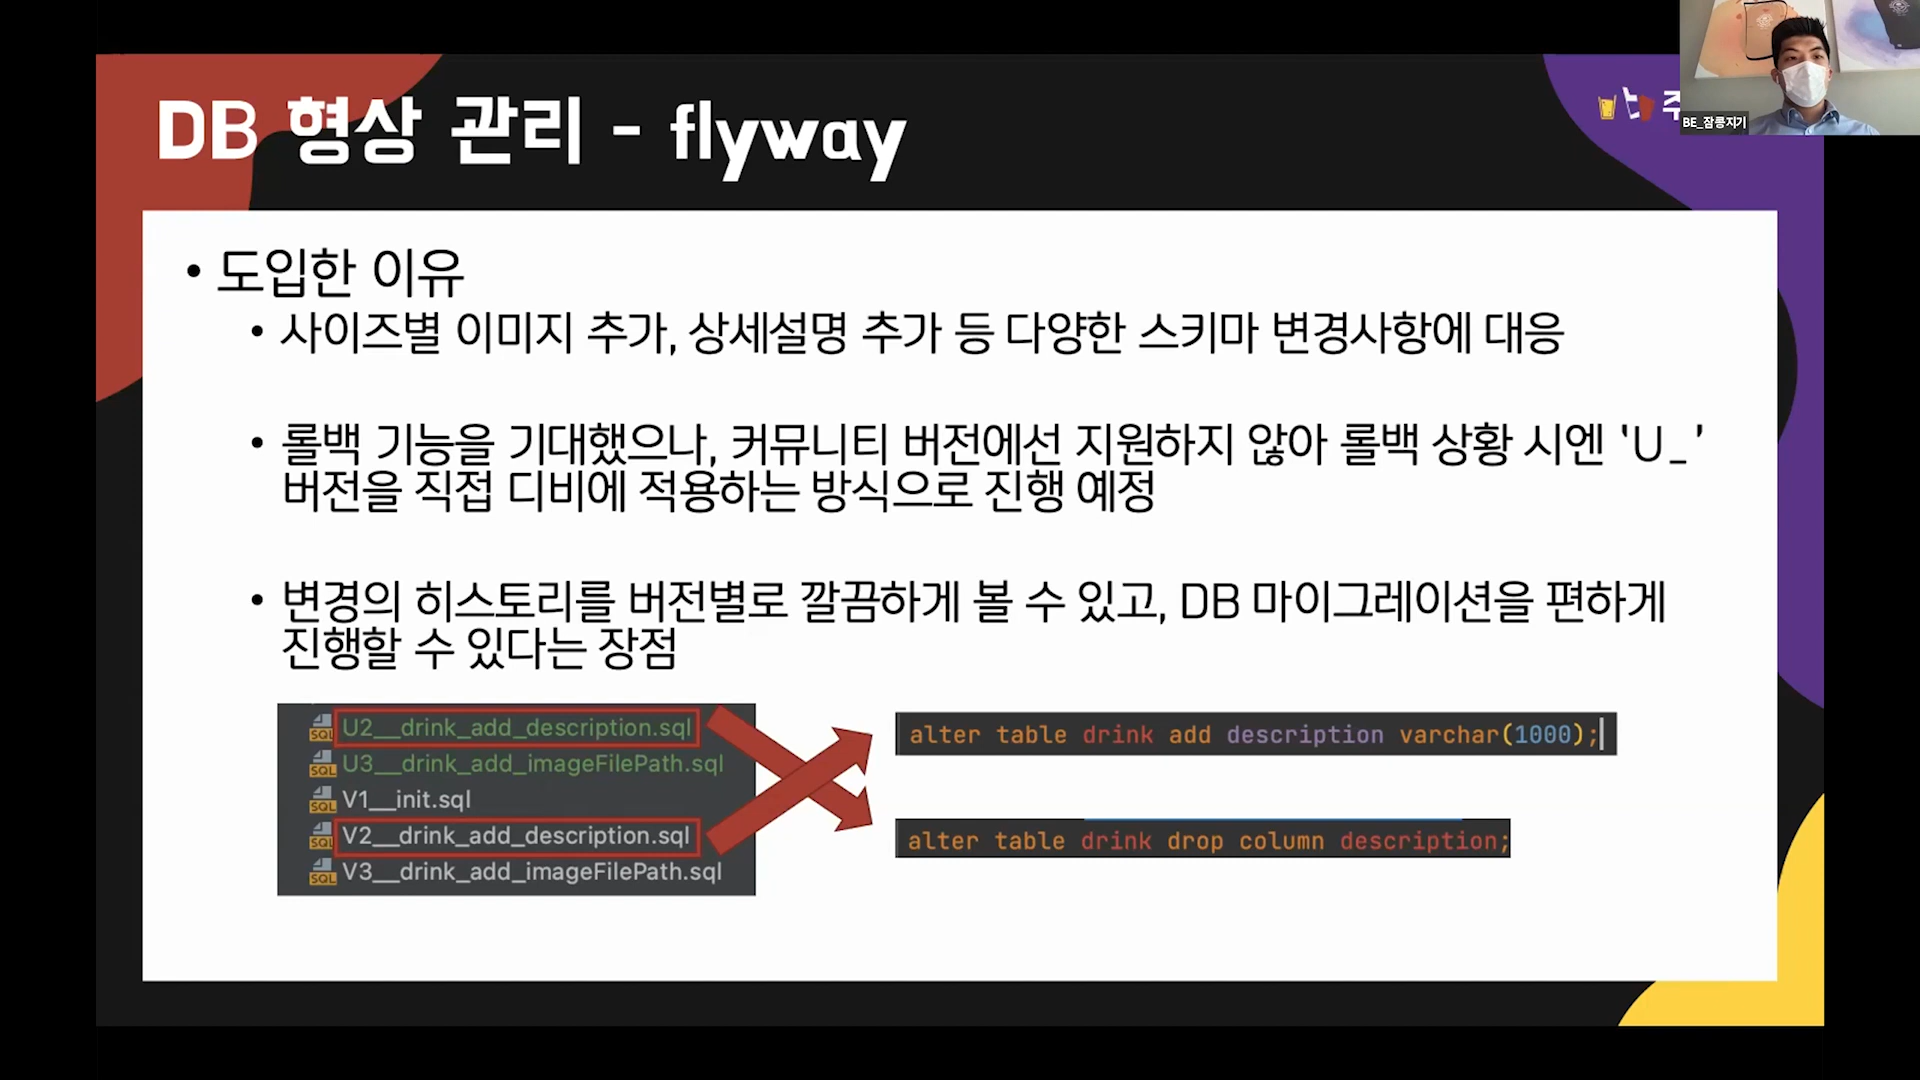 DB 형상 관리 - flyway
주
BE_잠콩지기
• 도입한 이유
• 사이즈별 이미지 추가, 상세설명 추가 등 다양한 스키마 변경사항에 대응
• 롤백 기능을 기대했으나, 커뮤니티 버전에선 지원하지 않아 롤백 상황 시엔 'U_'
버전을 직접 디비에 적용하는 방식으로 진행 예정
• 변경의 히스토리를 버전별로 깔끔하게 볼 수 있고, DB 마이그레이션을 편하게
진행할 수 있다는 장점
SQL U2__drink_add_description.sql
SQL U3__drink_add_imageFilePath.sql
SQL V1__init.sql
SQL V2__drink_add_description.sql
SQL V3__drink_add_imageFilePath.sql
alter table drink add description varchar(1000);
alter table drink drop column description;